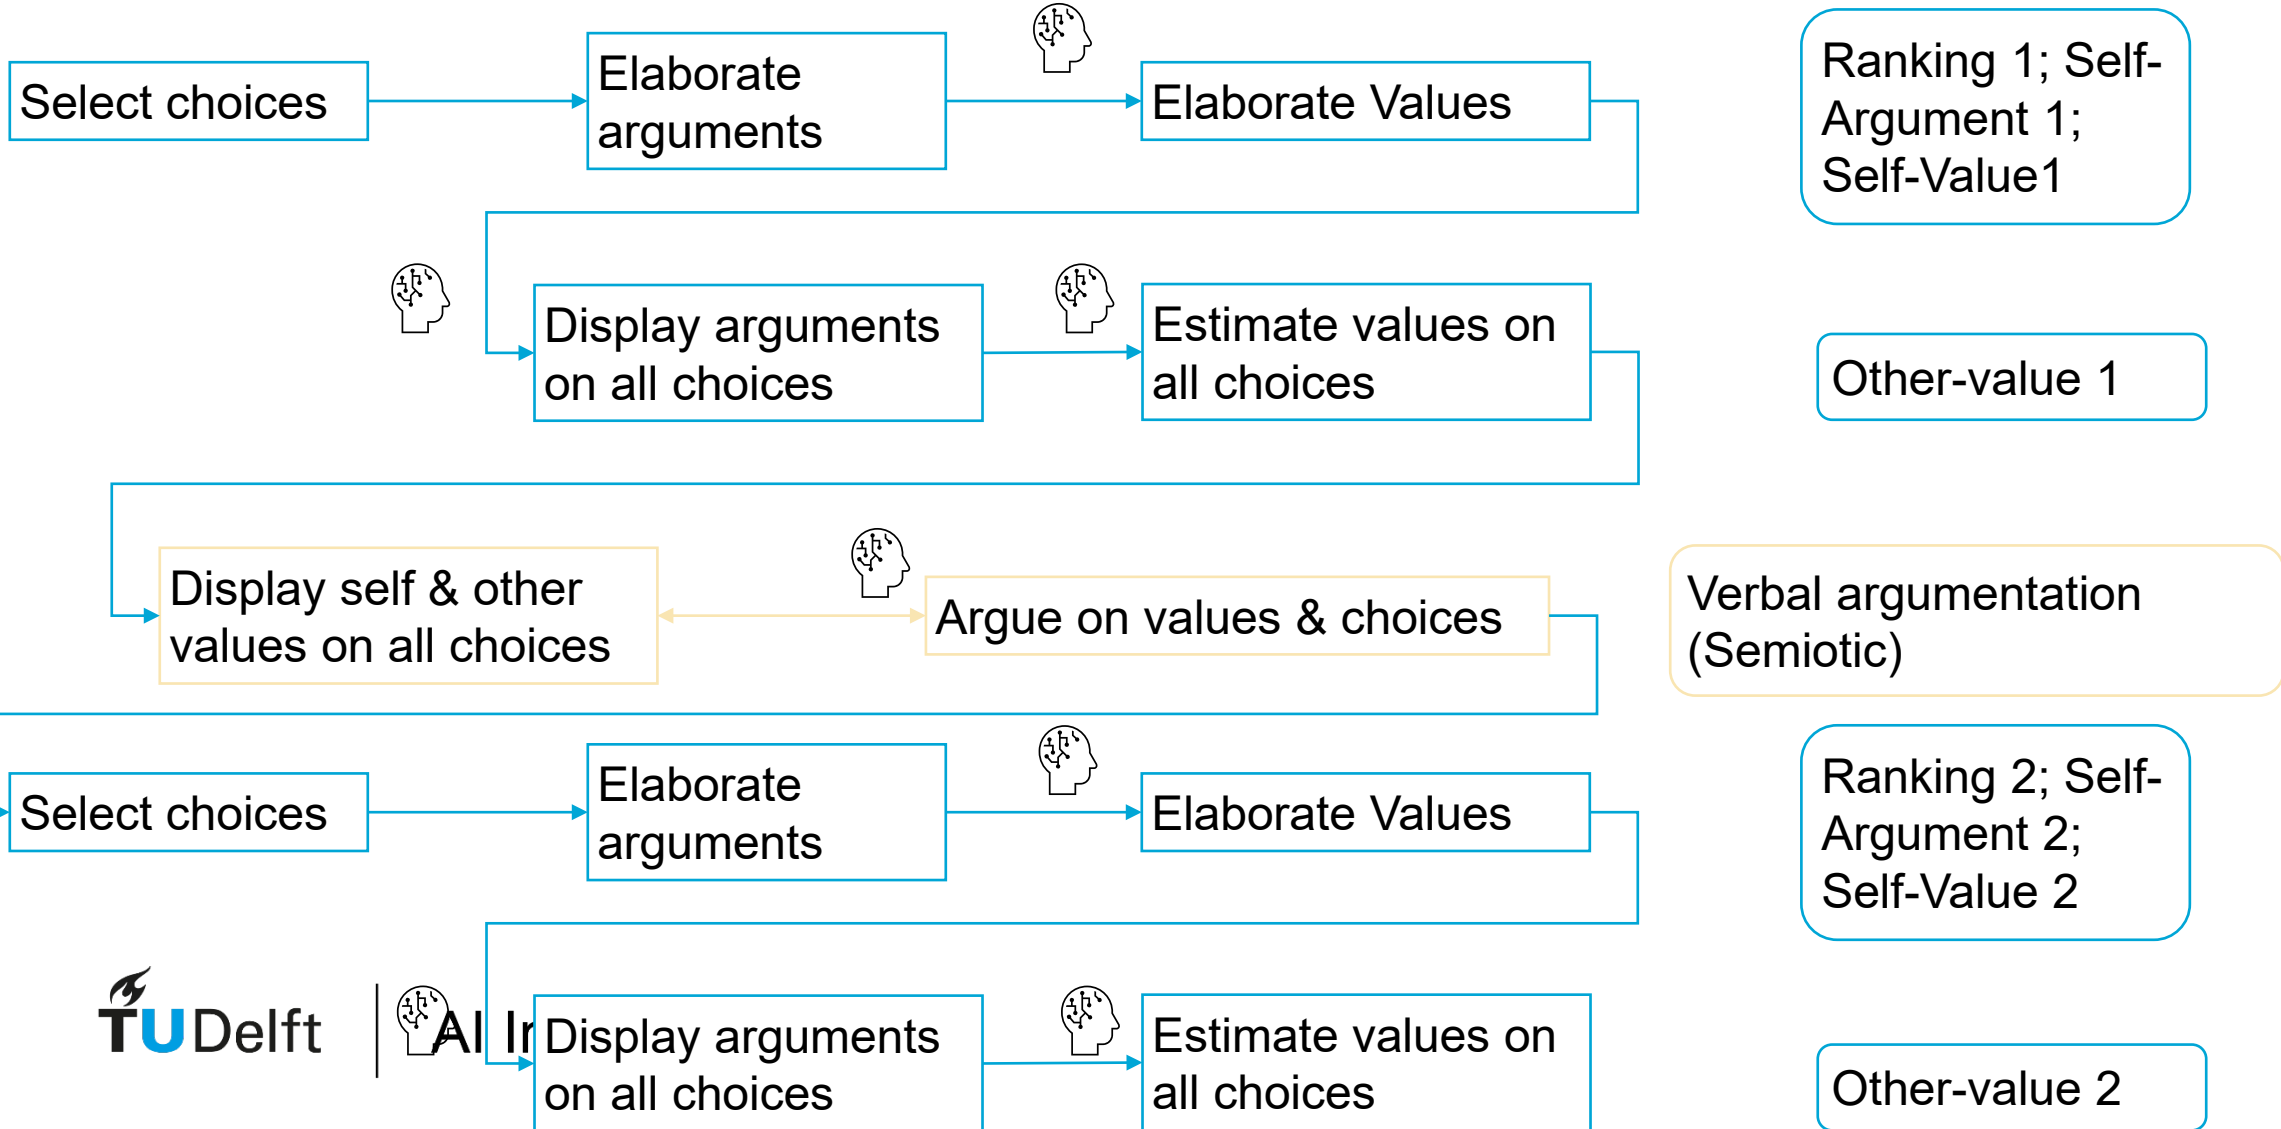 Select choices
Elaborate
arguments
Elaborate Values
Ranking 1; Self-
Argument 1;
Self-Value1
Display arguments
on all choices
Estimate values on
all choices
Other-value 1
Display self & other
values on all choices
Argue on values & choices
Verbal argumentation
(Semiotic)
Select choices
Elaborate
arguments
Elaborate Values
Ranking 2; Self-
Argument 2;
Self-Value 2
TUDelft
AI
Display arguments
on all choices
Estimate values on
all choices
Other-value 2